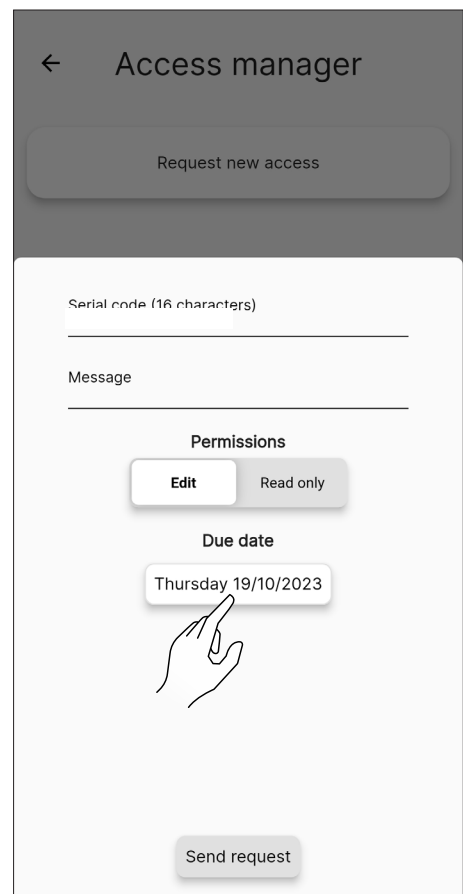 Access manager
Request new access
Serial code (16 characters)
Message
Permissions
Edit Read only
Due date
Thursday 19/10/2023
Send request